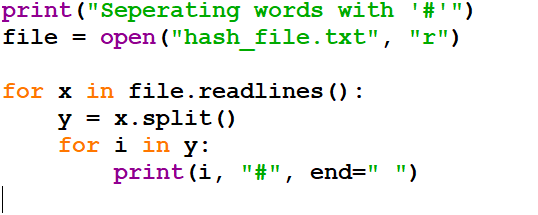 print("Seperating words with '#'")
file = open("hash_file.txt", "r")
for x in file.readlines():
y = x.split()
for i in y:
print(i, "#", end=" ")